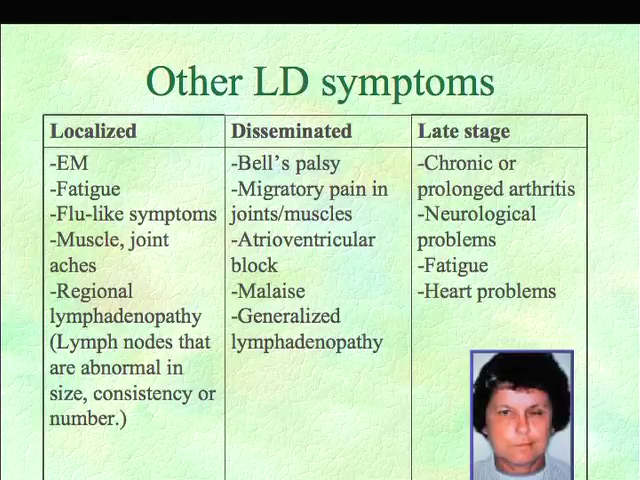 Other LD symptoms
Localized
-EM
-Fatigue
-Flu-like symptoms
-Muscle, joint
aches
-Regional
lymphadenopathy
(Lymph nodes that
are abnormal in
size, consistency or
number.)
Disseminated
-Bell's palsy
-Migratory pain in
joints/muscles
-Atrioventricular
block
-Malaise
-Generalized
lymphadenopathy
Late stage
-Chronic or
prolonged arthritis
-Neurological
problems
-Fatigue
-Heart problems